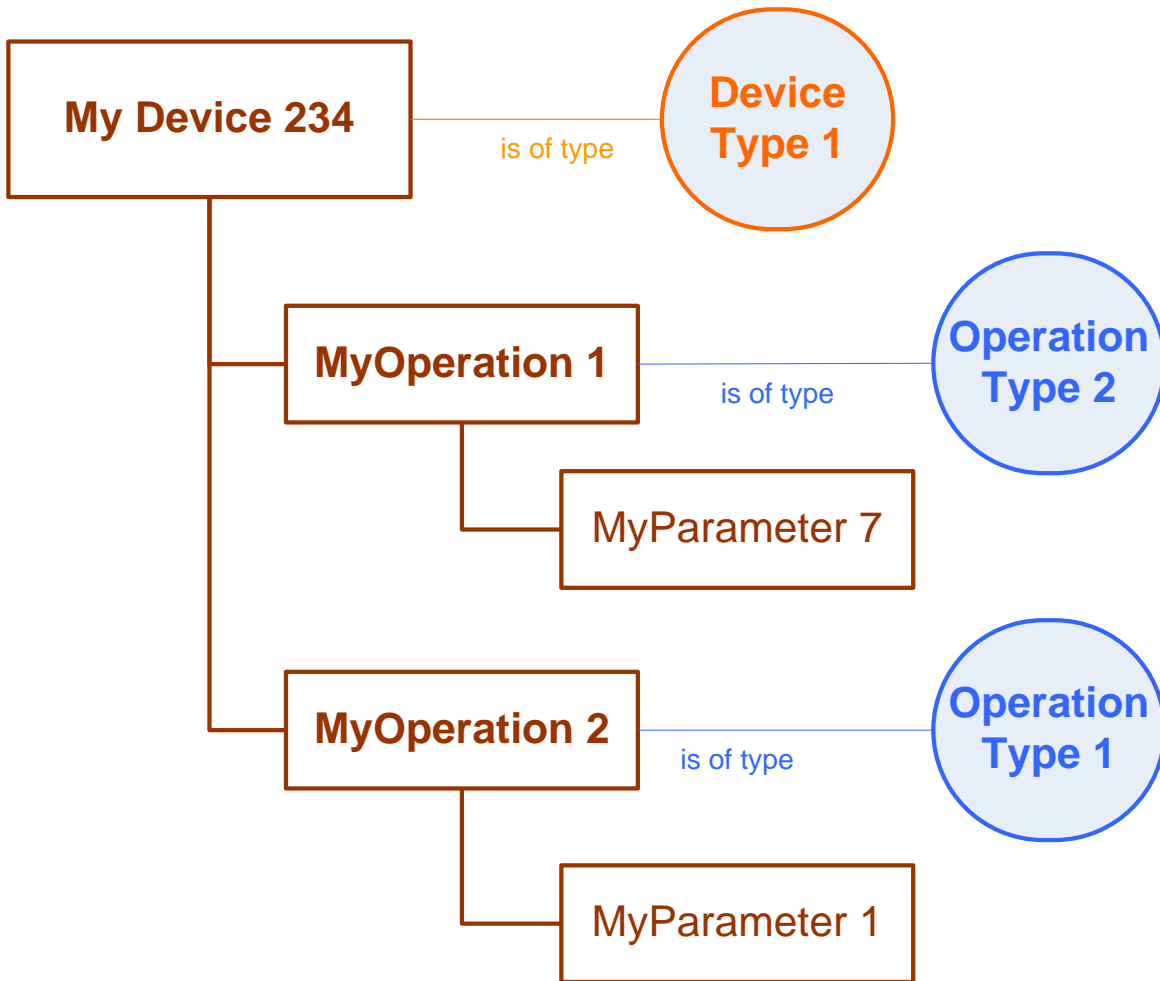 My Device 234
is of type
Device
Type 1
MyOperation 1
is of type
Operation
Type 2
MyParameter 7
MyOperation 2
is of type
Operation
Type 1
MyParameter 1